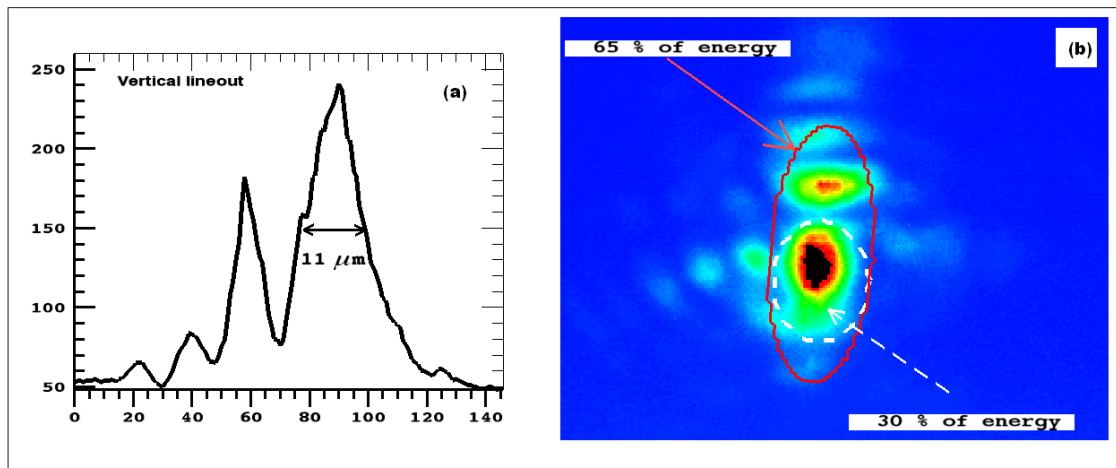 250
200
150
100
50
0
20
40
60
80
100
120
140
Vertical lineout
(a)
11 μm
65 % of energy
(b)
30 % of energy